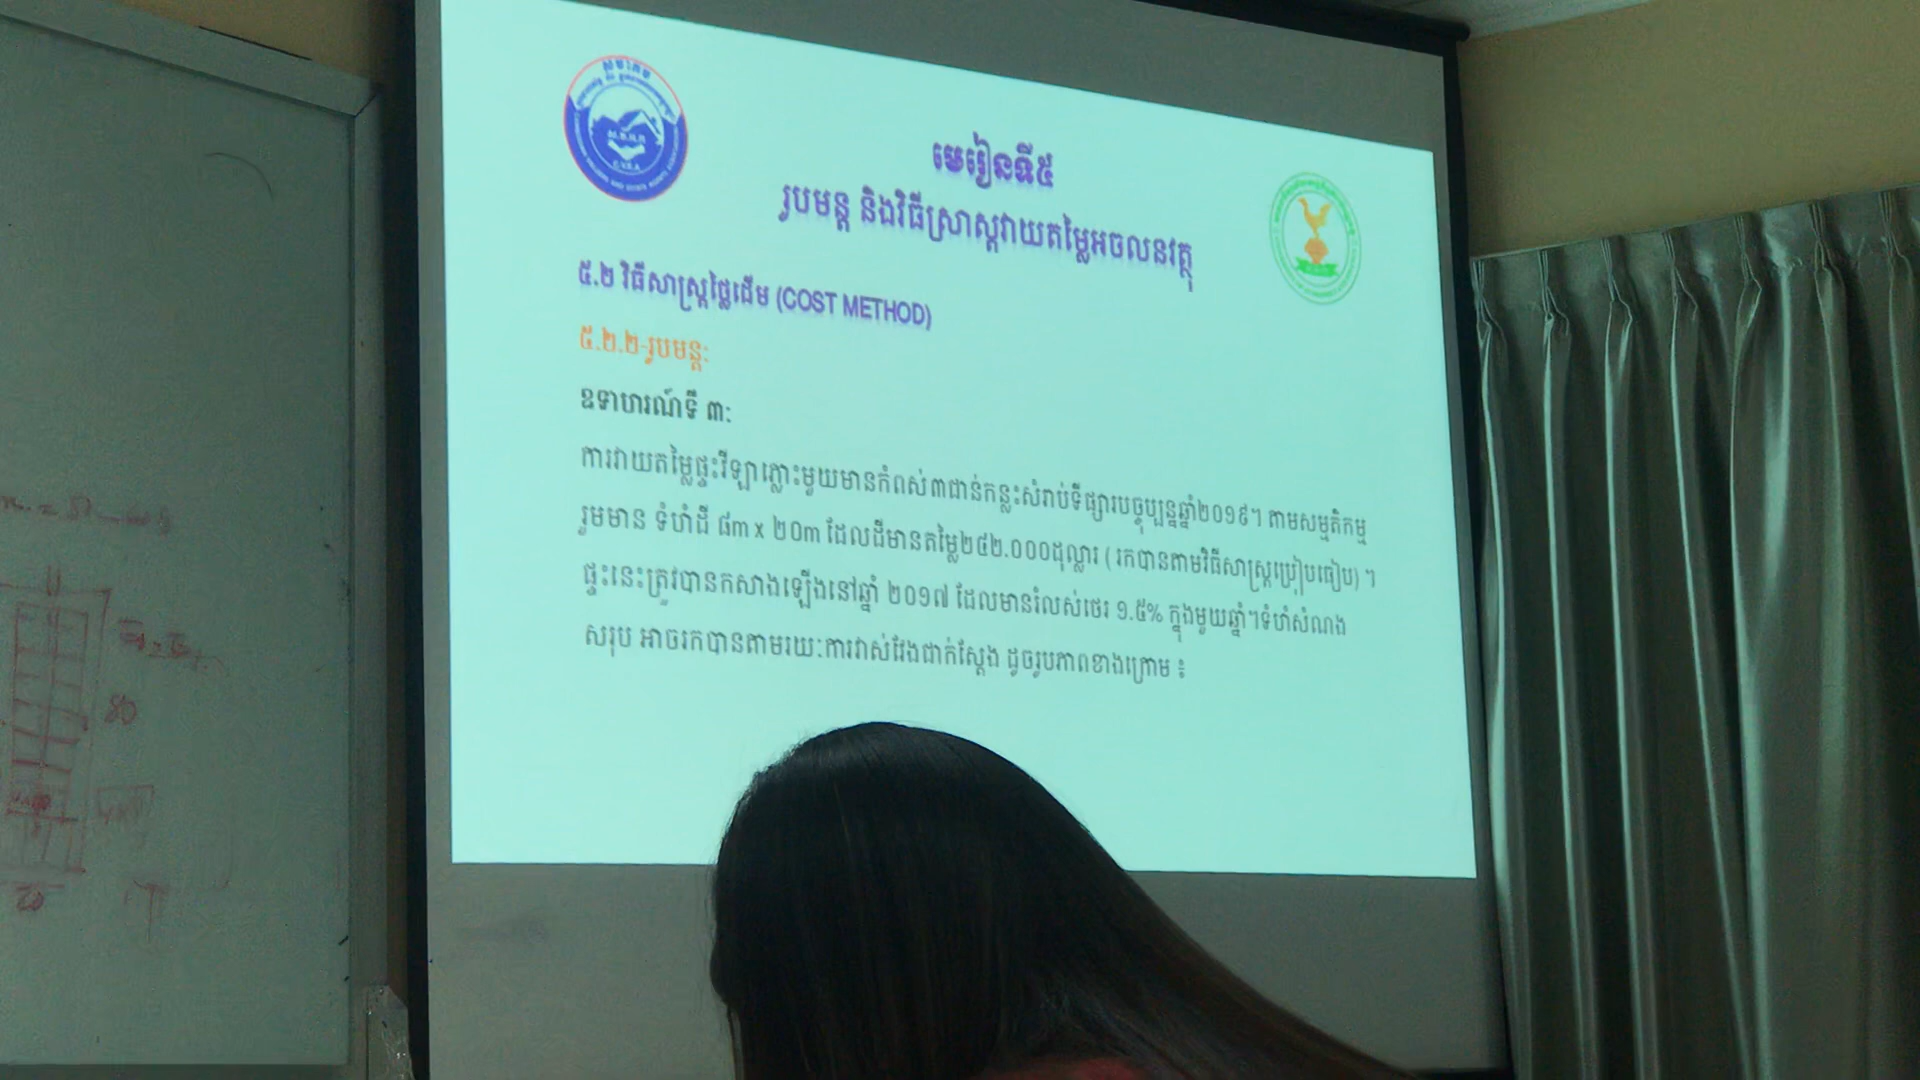 សមាគម
ស.វ.អ.ក
C.V.E.A
មេរៀនទី៥
រូបមន្ត និងវិធីស្រាស្តវាយតម្លៃអចលនវត្ថុ
៥.២ វិធីសាស្ត្រថ្លៃដើម (COST METHOD)
៥.២.២-រូបមន្ត:
ឧទាហរណ៍ទី ៣:
ការវាយតម្លៃផ្ទះវីឡាភ្លោះមួយមានកំពស់៣ជាន់កន្លះសំរាប់ទីផ្សារបច្ចុប្បន្នឆ្នាំ២០១៩។ តាមសម្មតិកម្ម
រួមមាន ទំហំដី ៨m x ២០m ដែលដីមានតម្លៃ២៤២.០០០ដុល្លារ ( រកបានតាមវិធីសាស្ត្រប្រៀបធៀប) ។
ផ្ទះនេះត្រូវបានកសាងឡើងនៅឆ្នាំ ២០១៧ ដែលមានរំលស់ថេរ ១.៥% ក្នុងមួយឆ្នាំ។ទំហំសំណង់
សរុប អាចរកបានតាមរយ:ការវាស់វែងជាក់ស្តែង ដូចរូបភាពខាងក្រោម ៖